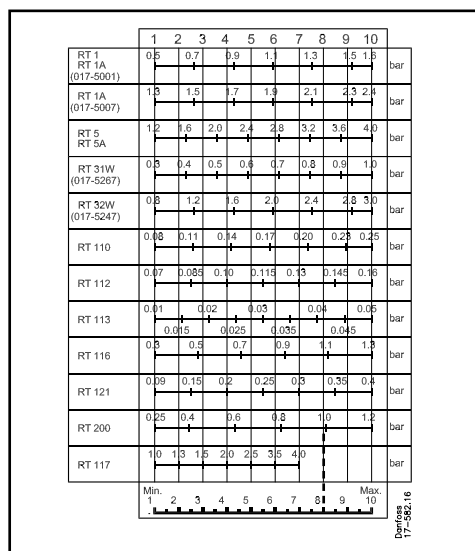 1 2 3 4 5 6 7 8 9 10
RT 1
RT 1A
(017-5001)
0.5 0.7 0.9 1.1 1.3 1.5 1.6
bar
RT 1A
(017-5007)
1.3 1.5 1.7 1.9 2.1 2.3 2.4
bar
RT 5
RT 5A
1.2 1.6 2.0 2.4 2.8 3.2 3.6 4.0
bar
RT 31W
(017-5267)
0.3 0.4 0.5 0.6 0.7 0.8 0.9 1.0
bar
RT 32W
(017-5247)
0.8 1.2 1.6 2.0 2.4 2.8 3.0
bar
RT 110
0.08 0.11 0.14 0.17 0.20 0.23 0.25
bar
RT 112
0.07 0.085 0.10 0.115 0.13 0.145 0.16
bar
RT 113
0.01 0.02 0.03 0.04 0.05
0.015 0.025 0.035 0.045
bar
RT 116
0.3 0.5 0.7 0.9 1.1 1.3
bar
RT 121
0.09 0.15 0.2 0.25 0.3 0.35 0.4
bar
RT 200
0.25 0.4 0.6 0.8 1.0 1.2
bar
RT 117
1.0 1.3 1.5 2.0 2.5 3.5 4.0
bar
Min. Max.
1 2 3 4 5 6 7 8 9 10
Danfoss
17-582.16